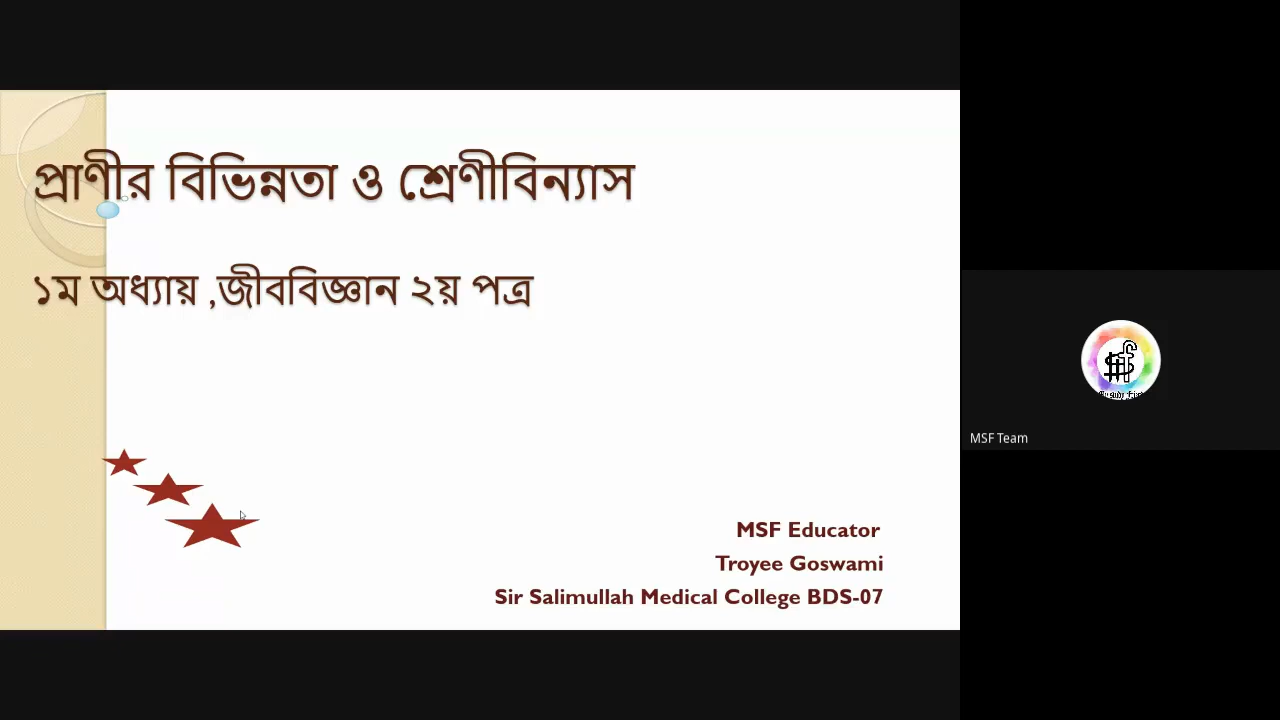 প্রাণীর বিভিন্নতা ও শ্রেণীবিন্যাস
১ম অধ্যায় ,জীববিজ্ঞান ২য় পত্র
MSF Educator
Troyee Goswami
Sir Salimullah Medical College BDS-07
MSF Team